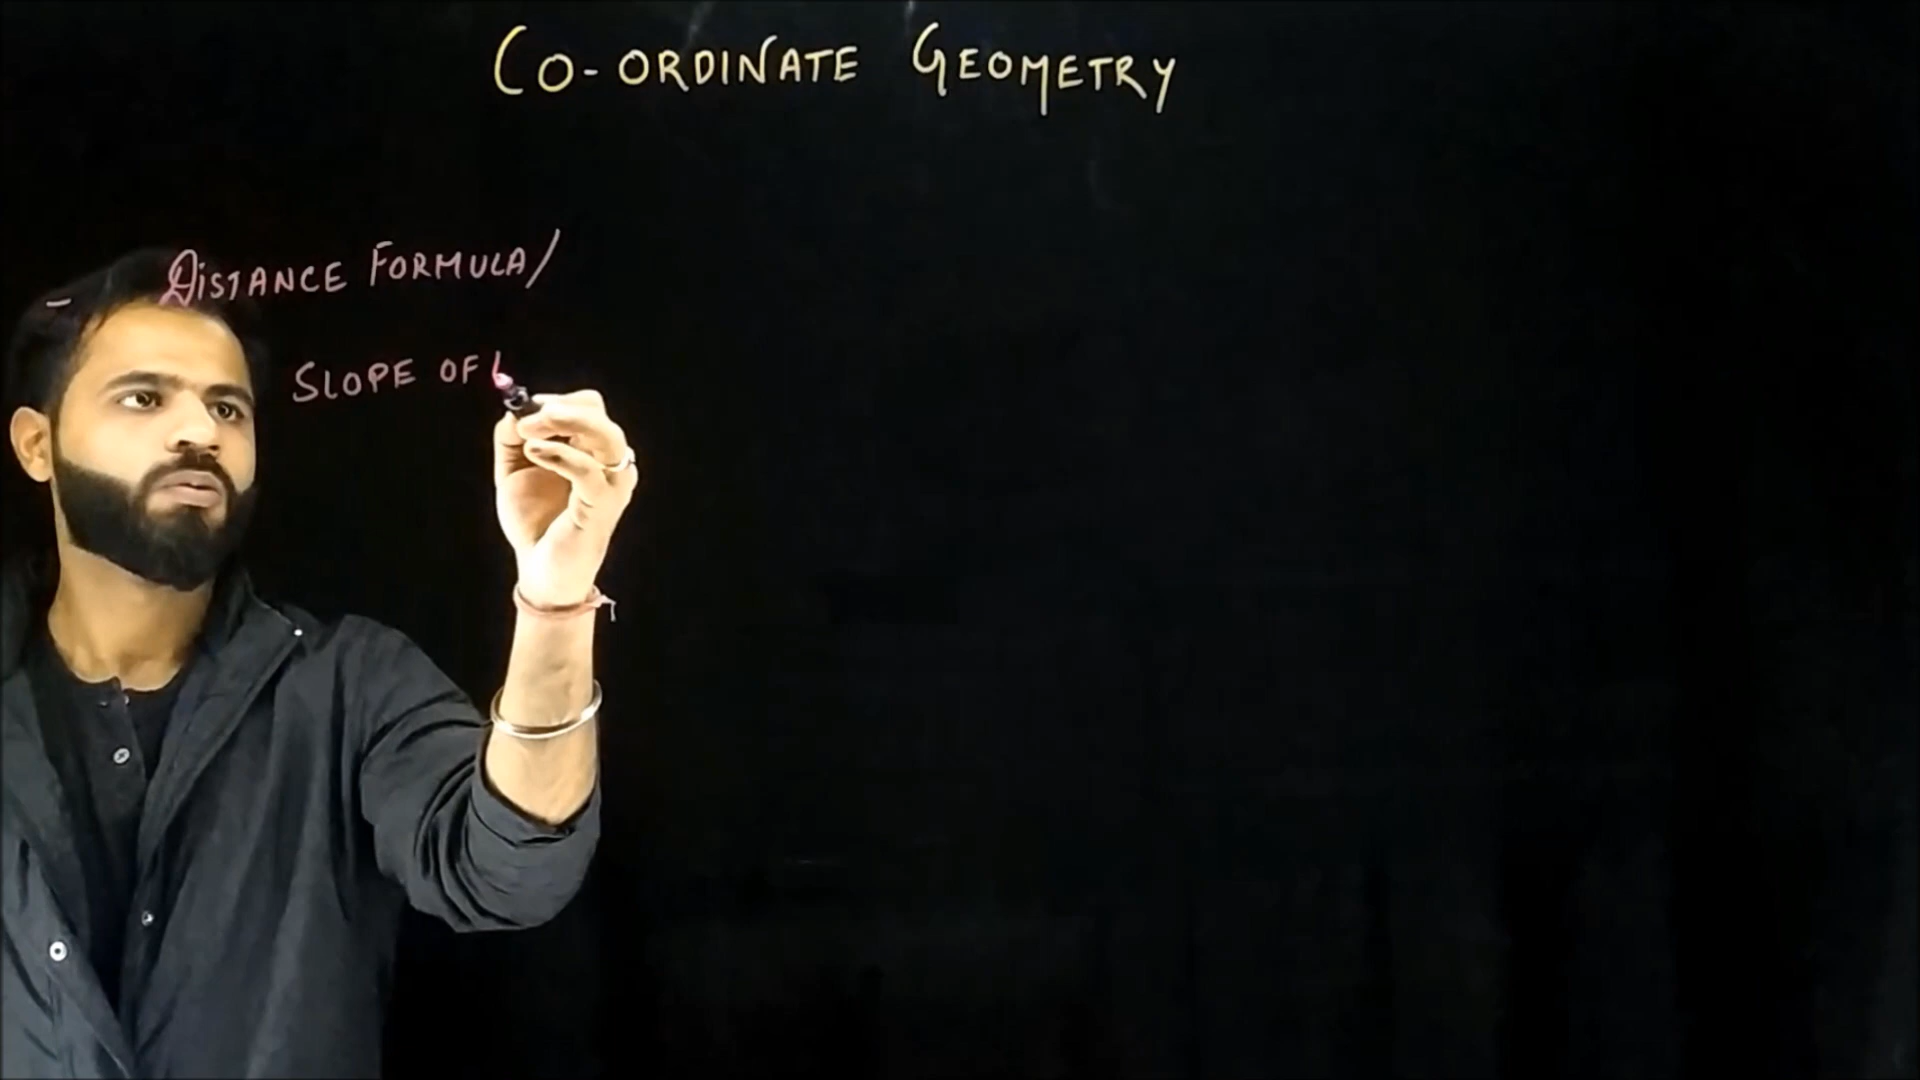 CO-ORDINATE GEOMETRY
- DISTANCE FORMULA/
SLOPE OF L